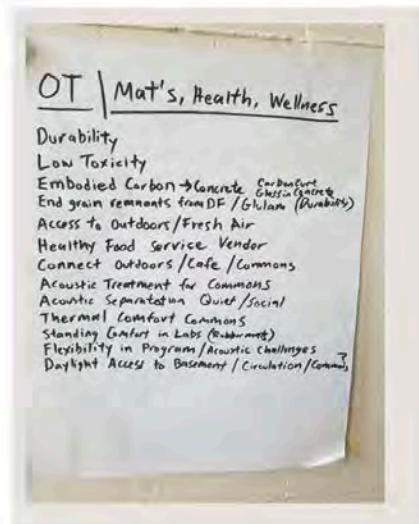 OT | Mat's, Health, Wellness
Durability
Low Toxicity
Embodied Carbon → Concrete CarbonCure
Glass in Concrete
End grain remnants from DF / Glulam (Durability)
Access to Outdoors/Fresh Air
Healthy Food Service Vendor
Connect Outdoors /Cafe /Commons
Acoustic Treatment for Commons
Acoustic Separatation Quiet/Social
Thermal Comfort Commons
Standing Comfort in Labs (Rubber mats)
Flexibility in Program /Acoustic Challenges
Daylight Access to Basement / Circulation /Commons ?